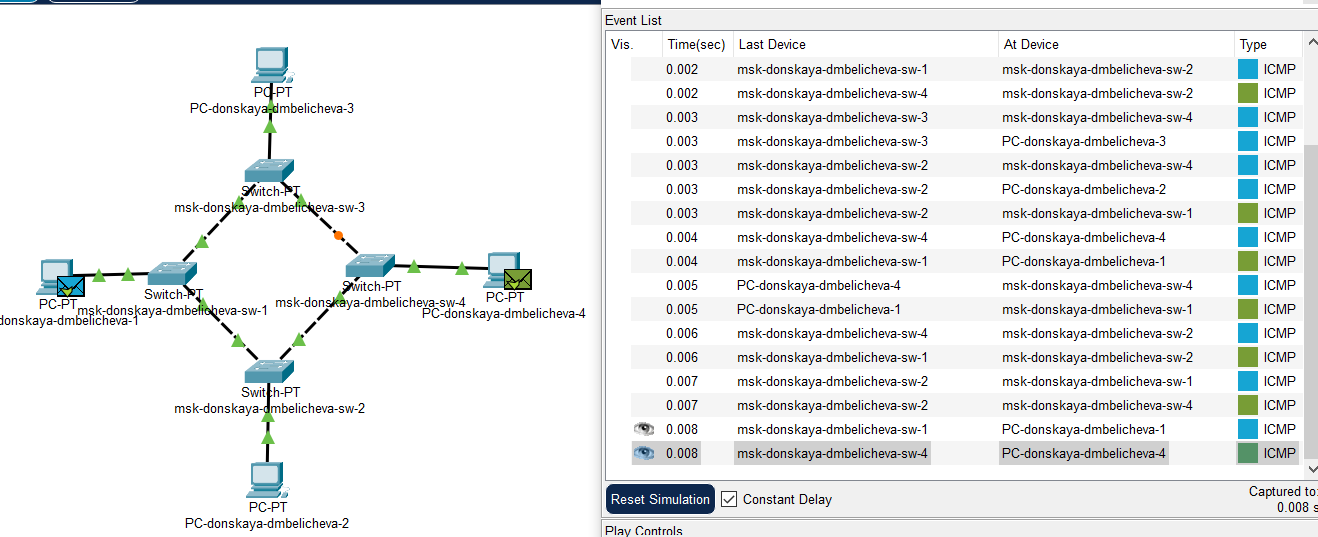 PC-PT
PC-donskaya-dmbelicheva-3
Switch-PT
msk-donskaya-dmbelicheva-sw-3
PC-PT
donskaya-dmbelicheva-1
Switch-PT
msk-donskaya-dmbelicheva-sw-1
Switch-PT
msk-donskaya-dmbelicheva-sw-4
PC-PT
PC-donskaya-dmbelicheva-4
Switch-PT
msk-donskaya-dmbelicheva-sw-2
PC-PT
PC-donskaya-dmbelicheva-2
Event List
Vis. Time(sec) Last Device At Device Type
0.002 msk-donskaya-dmbelicheva-sw-1 msk-donskaya-dmbelicheva-sw-2 ICMP
0.002 msk-donskaya-dmbelicheva-sw-4 msk-donskaya-dmbelicheva-sw-2 ICMP
0.003 msk-donskaya-dmbelicheva-sw-3 msk-donskaya-dmbelicheva-sw-4 ICMP
0.003 msk-donskaya-dmbelicheva-sw-3 PC-donskaya-dmbelicheva-3 ICMP
0.003 msk-donskaya-dmbelicheva-sw-2 msk-donskaya-dmbelicheva-sw-4 ICMP
0.003 msk-donskaya-dmbelicheva-sw-2 PC-donskaya-dmbelicheva-2 ICMP
0.003 msk-donskaya-dmbelicheva-sw-2 msk-donskaya-dmbelicheva-sw-1 ICMP
0.004 msk-donskaya-dmbelicheva-sw-4 PC-donskaya-dmbelicheva-4 ICMP
0.004 msk-donskaya-dmbelicheva-sw-1 PC-donskaya-dmbelicheva-1 ICMP
0.005 PC-donskaya-dmbelicheva-4 msk-donskaya-dmbelicheva-sw-4 ICMP
0.005 PC-donskaya-dmbelicheva-1 msk-donskaya-dmbelicheva-sw-1 ICMP
0.006 msk-donskaya-dmbelicheva-sw-4 msk-donskaya-dmbelicheva-sw-2 ICMP
0.006 msk-donskaya-dmbelicheva-sw-1 msk-donskaya-dmbelicheva-sw-2 ICMP
0.007 msk-donskaya-dmbelicheva-sw-2 msk-donskaya-dmbelicheva-sw-1 ICMP
0.007 msk-donskaya-dmbelicheva-sw-2 msk-donskaya-dmbelicheva-sw-4 ICMP
0.008 msk-donskaya-dmbelicheva-sw-1 PC-donskaya-dmbelicheva-1 ICMP
0.008 msk-donskaya-dmbelicheva-sw-4 PC-donskaya-dmbelicheva-4 ICMP
Reset Simulation Constant Delay
Captured to:
0.008 s
Play Controls